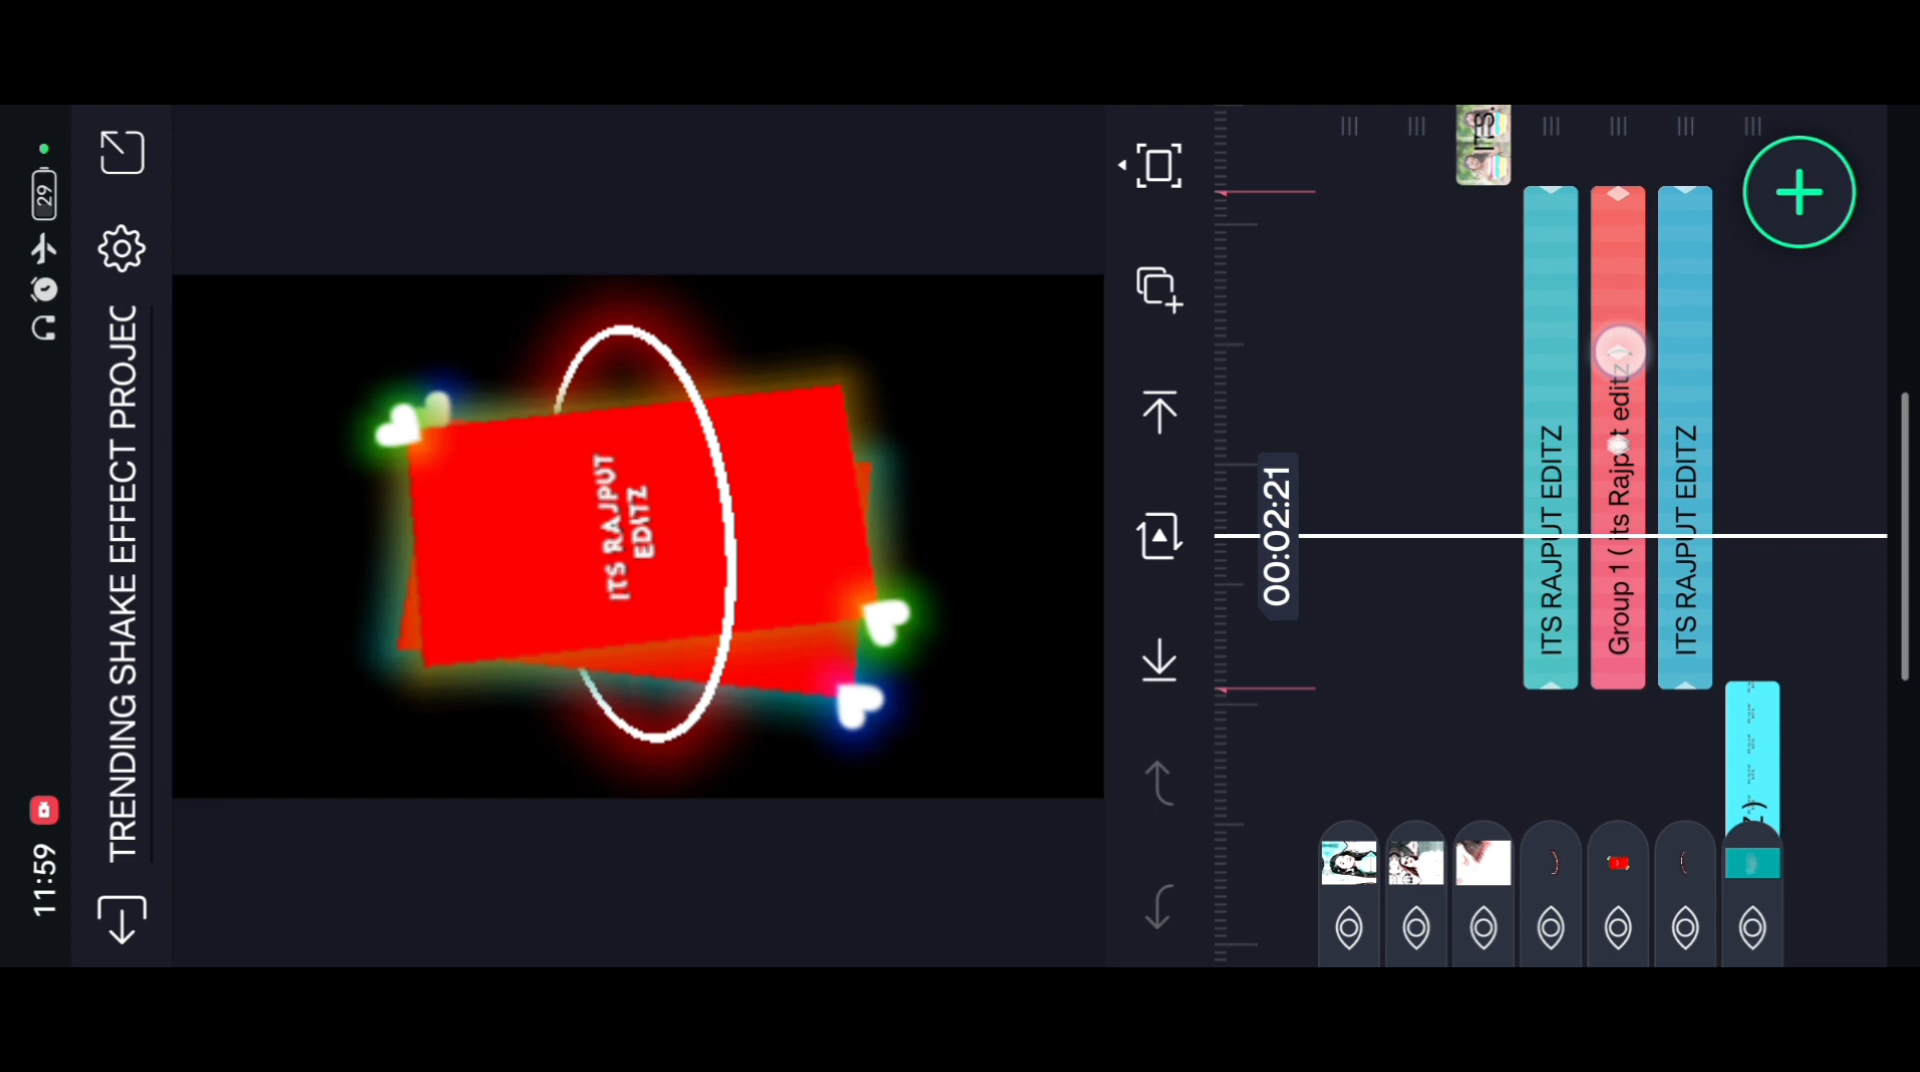 11:59
29
TRENDING SHAKE EFFECT PROJEC
ITS RAJPUT
EDITZ
00:02:21
ITS.
ITS RAJPUT EDITZ
Group 1 ( its Rajput editz
ITS RAJPUT EDITZ
Z )